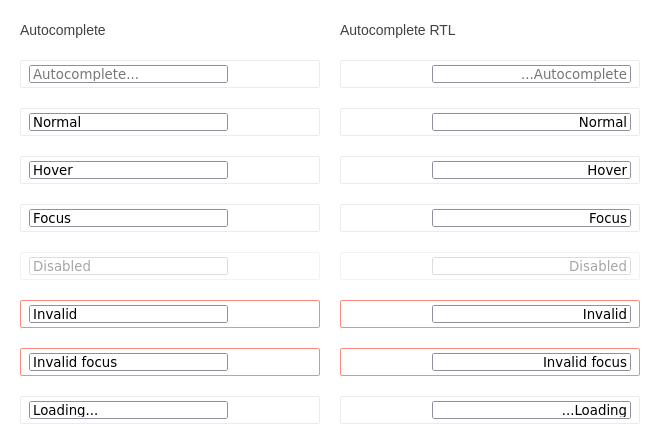 Autocomplete
Autocomplete...
Normal
Hover
Focus
Disabled
Invalid
Invalid focus
Loading...
Autocomplete RTL
...Autocomplete
Normal
Hover
Focus
Disabled
Invalid
Invalid focus
...Loading